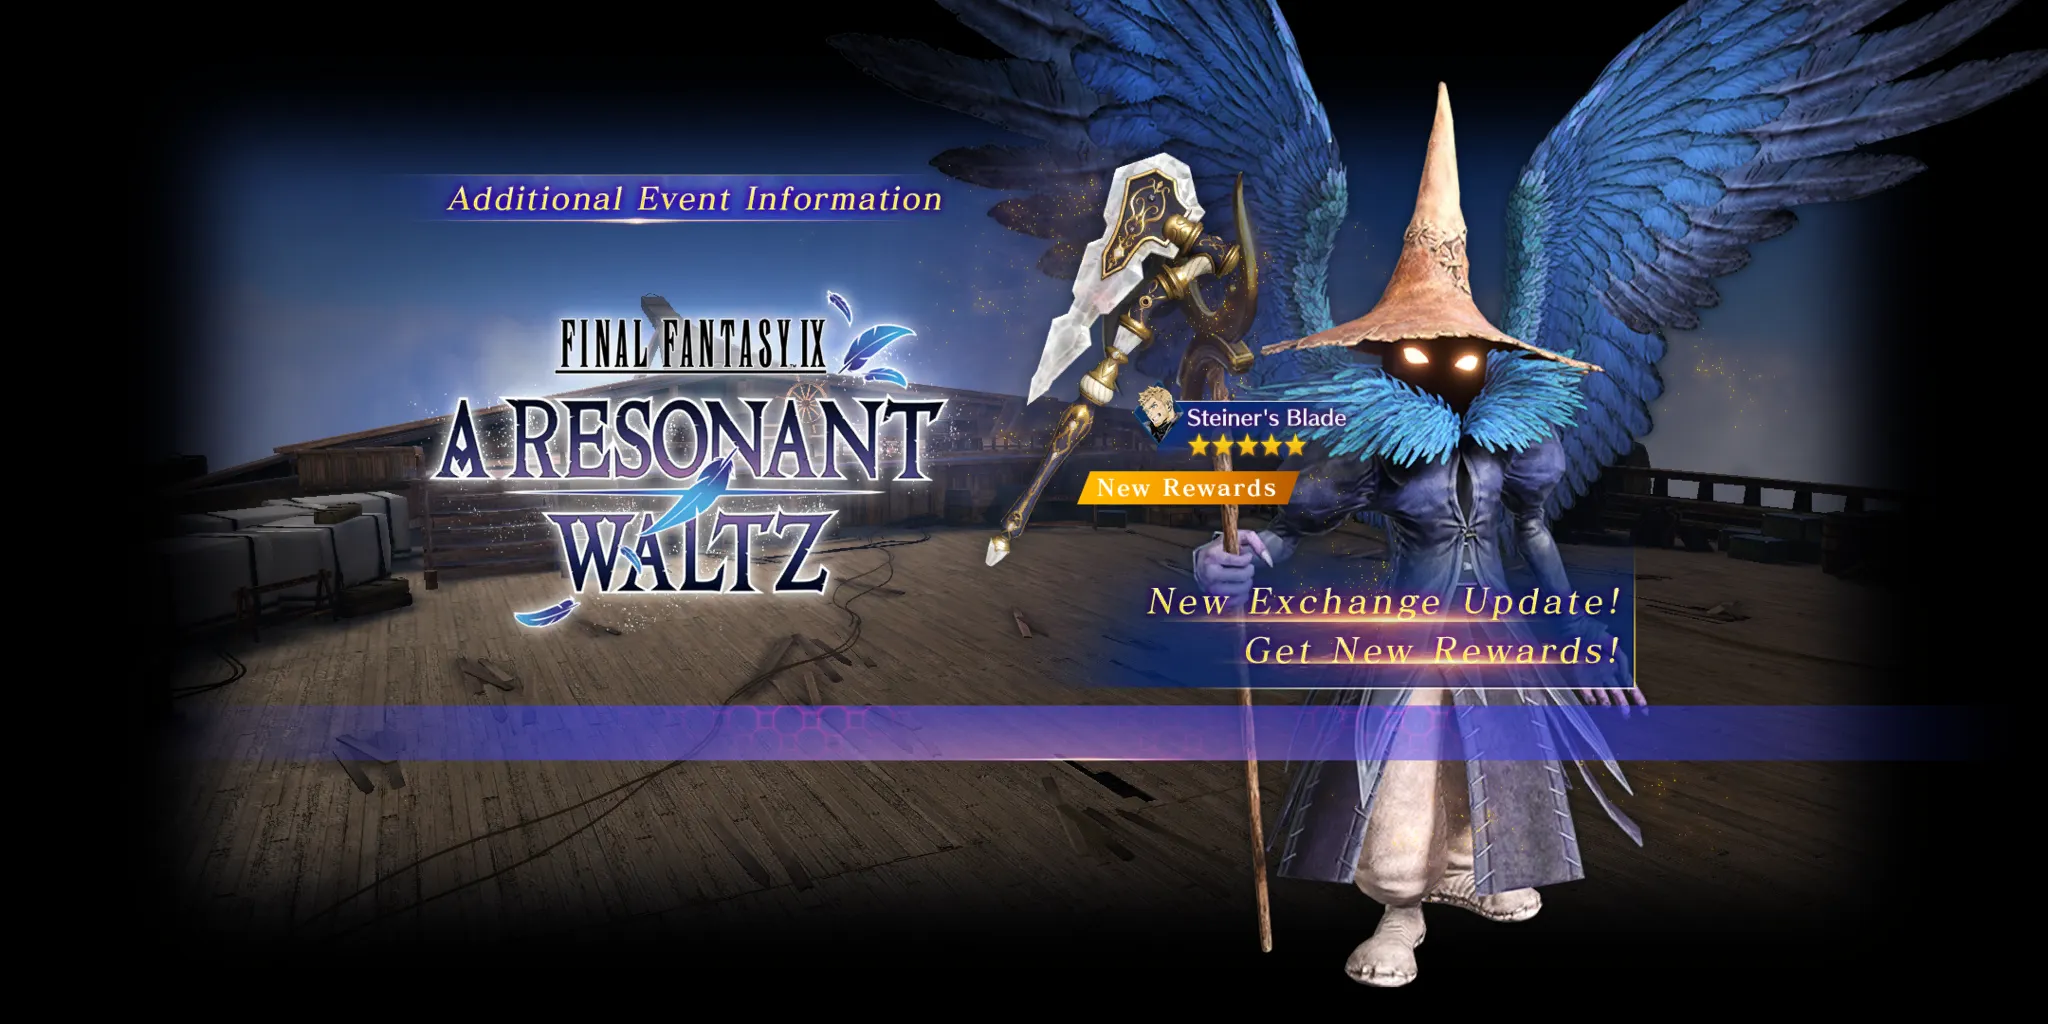 Additional Event Information
FINAL FANTASY IX
A RESONANT
WALTZ
Steiner's Blade
New Rewards
New Exchange Update!
Get New Rewards!